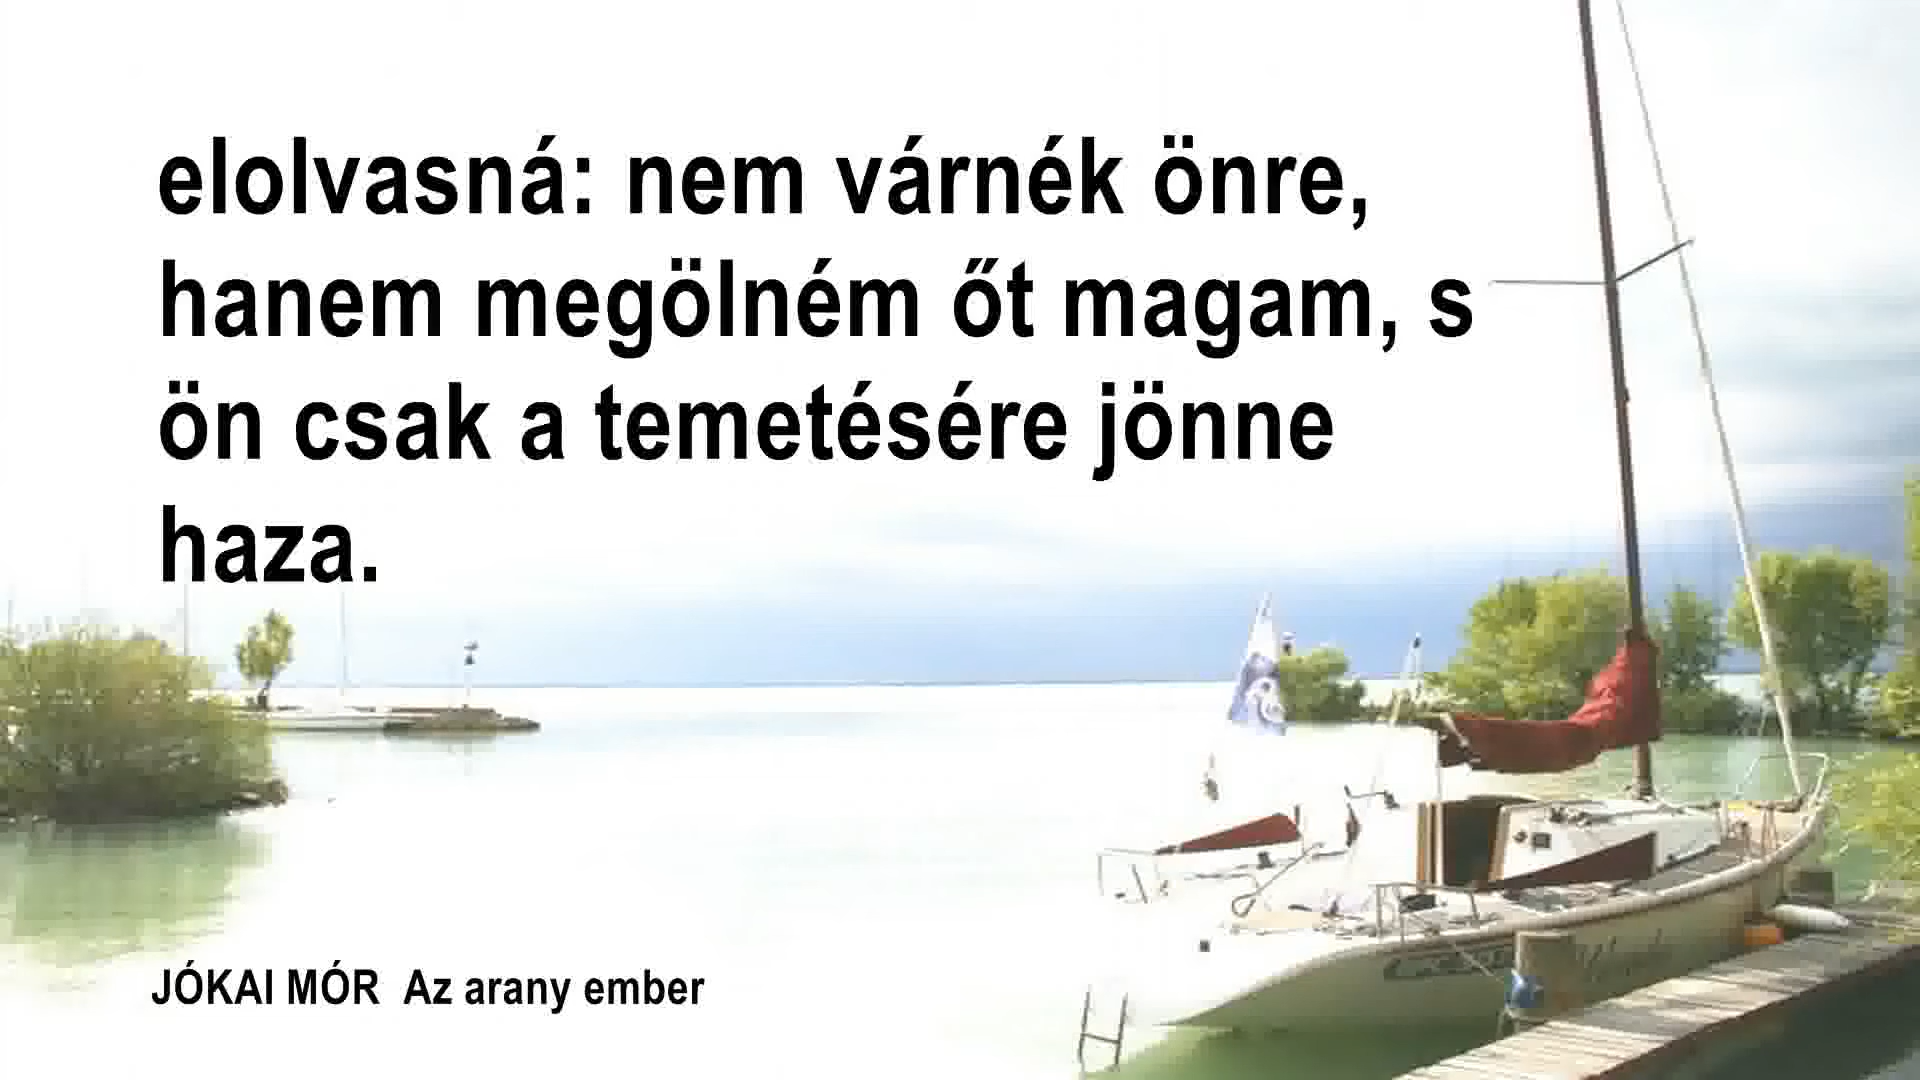 elolvasná: nem várnék önre,
hanem megölném őt magam, s
ön csak a temetésére jönne
haza.
JÓKAI MÓR Az arany ember